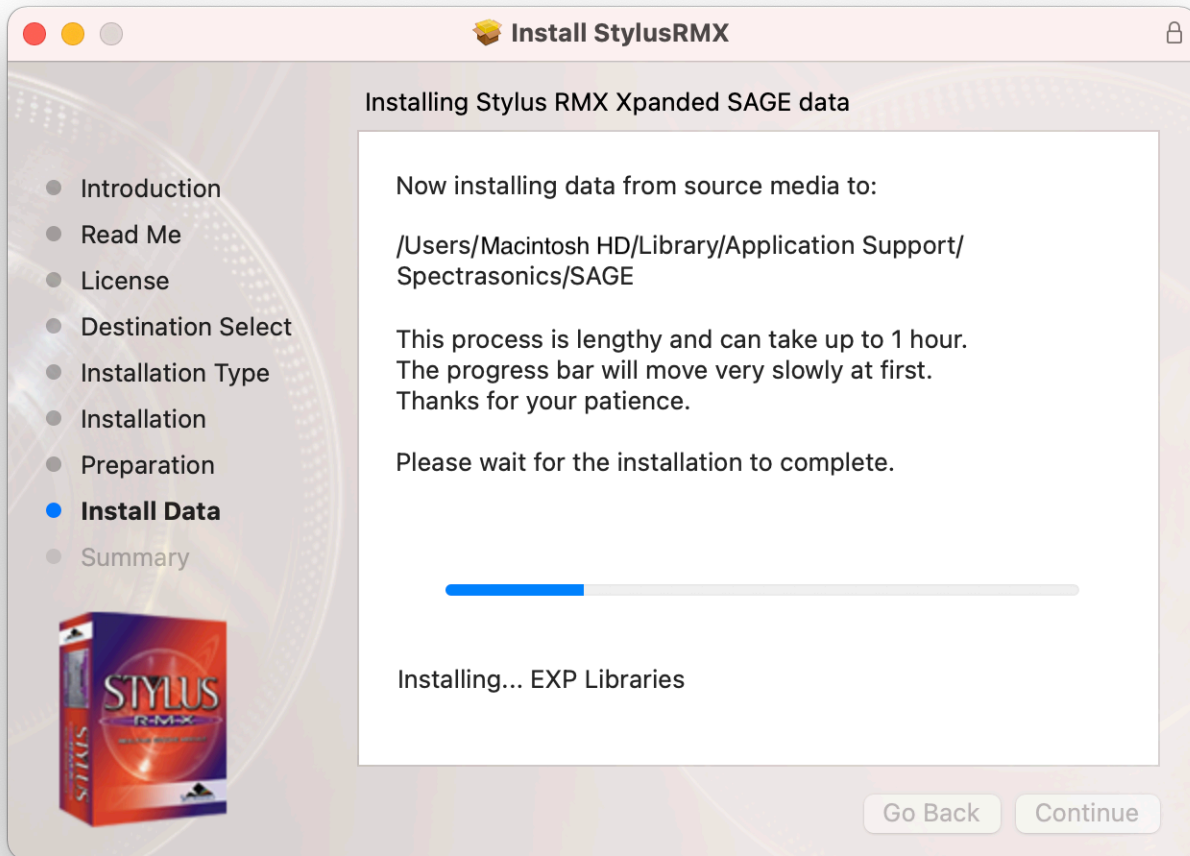 Install StylusRMX
Installing Stylus RMX Xpanded SAGE data
Introduction
Read Me
License
Destination Select
Installation Type
Installation
Preparation
Install Data
Summary
Now installing data from source media to:
/Users/Macintosh HD/Library/Application Support/
Spectrasonics/SAGE
This process is lengthy and can take up to 1 hour.
The progress bar will move very slowly at first.
Thanks for your patience.
Please wait for the installation to complete.
Installing... EXP Libraries
STYLUS
RMX
STYLUS
Go Back
Continue